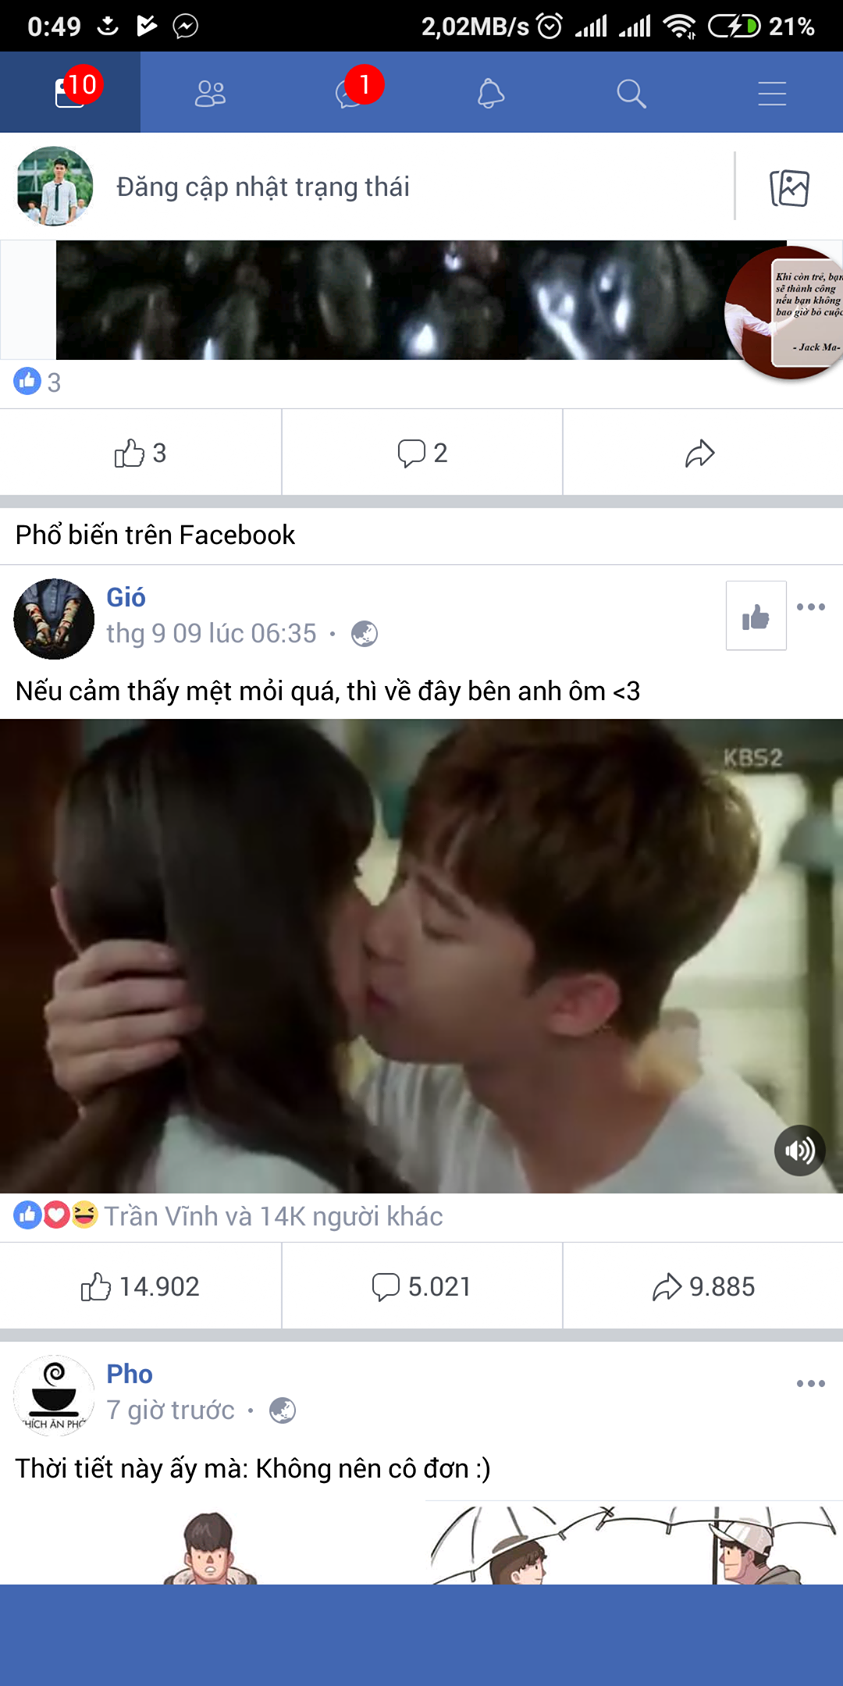 0:49
2,02MB/s
21%
10
1
Đăng cập nhật trạng thái
Khi còn trẻ, bạn
sẽ thành công
nếu bạn không
bao giờ bỏ cuộc
- Jack Ma-
3
3
2
Phổ biến trên Facebook
Gió
thg 9 09 lúc 06:35
Nếu cảm thấy mệt mỏi quá, thì về đây bên anh ôm <3
KBS2
Trần Vĩnh và 14K người khác
14.902
5.021
9.885
Pho
7 giờ trước
THÍCH ĂN PHỞ
Thời tiết này ấy mà: Không nên cô đơn :)